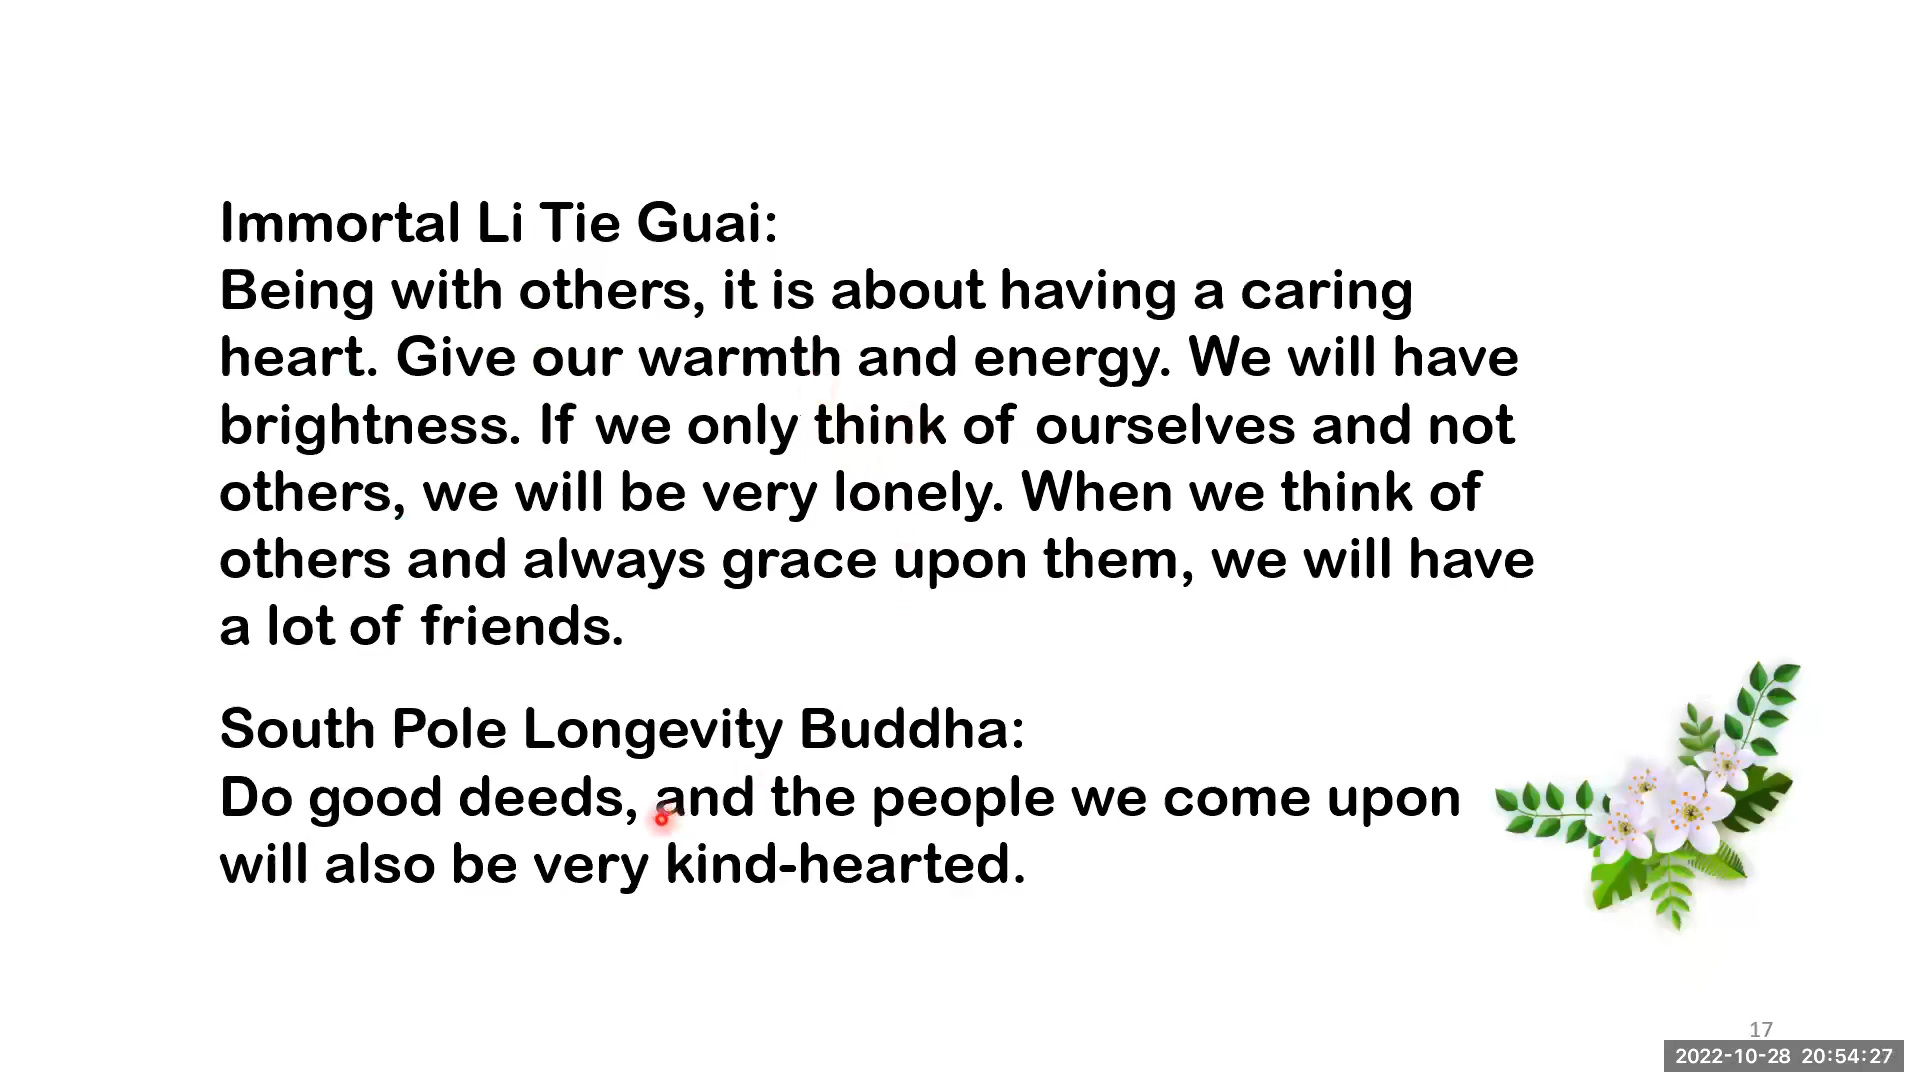 Immortal Li Tie Guai:
Being with others, it is about having a caring
heart. Give our warmth and energy. We will have
brightness. If we only think of ourselves and not
others, we will be very lonely. When we think of
others and always grace upon them, we will have
a lot of friends.
South Pole Longevity Buddha:
Do good deeds, and the people we come upon
will also be very kind-hearted.
17
2022-10-28 20:54:27